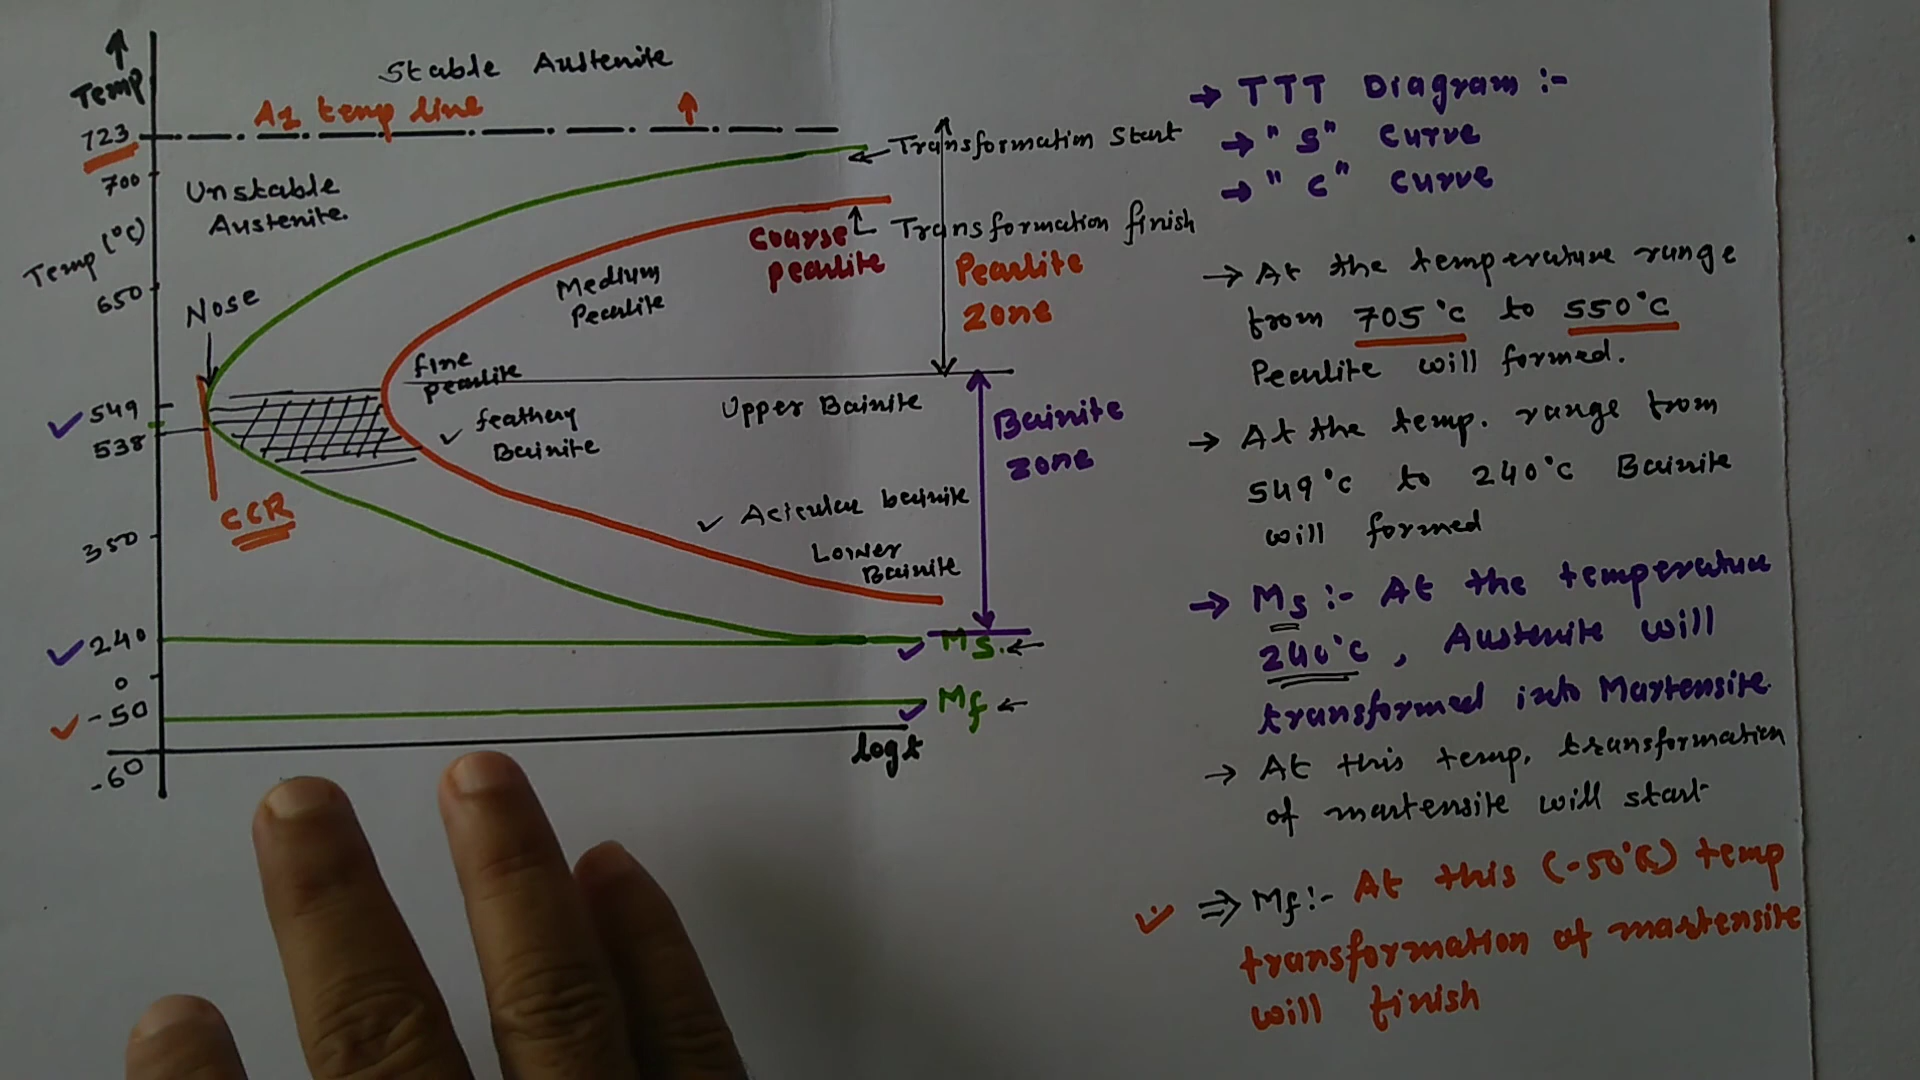 Stable Austenite
Temp
A1 temp line
723
Transformation Start
700
Unstable
Austenite.
Transformation finish
Temp (°C)
Coarse
Pearlite
Pearlite
Zone
Medium
Pearlite
650
Nose
fine
Pearlite
549
538
Upper Bainite
feathery
Bainite
Bainite
Zone
CCR
Acicular bainite
350
Lower
Bainite
240
Ms.
0
-50
Mf
log t
-60
→ TTT Diagram :-
→ "S" Curve
→ "C" Curve
→ At the temperature range
from 705°C to 550°C
Pearlite will formed.
→ At the temp. range from
549°C to 240°C Bainite
will formed
→ Ms :- At the temperature
240°C, Austenite will
transformed into Martensite.
→ At this temp. transformation
of martensite will start
⇒ Mf:- At this (-50°C) temp
transformation of martensite
will finish